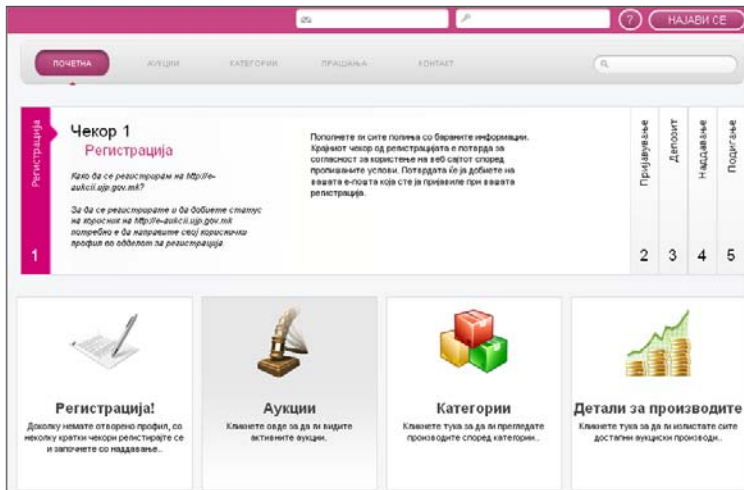 ? НАЈАВИ СЕ
ПОЧЕТНА АУКЦИИ КАТЕГОРИИ ПРАШАЊА КОНТАКТ
Регистрација
1
Чекор 1
Регистрација
Како да се регистрирам на http://e-
aukcii.ujp.gov.mk?
За да се регистрирате и да добиете статус
на корисник на http://e-aukcii.ujp.gov.mk
потребно е да направите свој кориснички
профил во одделот за регистрација.
Пополнете ги сите полиња со бараните информации.
Крајниот чекор од регистрацијата е потврда за
согласност за користење на веб сајтот според
пропишаните услови. Потврдата ќе ја добиете на
вашата е-пошта која сте ја пријавиле при вашата
регистрација.
Пријавување
2
Депозит
3
Наддавање
4
Подигање
5
Регистрација!
Доколку немате отворено профил, со
неколку кратки чекори регистирајте се
и започнете со наддавање..
Аукции
Кликнете овде за да ги видите
активните аукции.
Категории
Кликнете тука за да ги прегледате
производите според категории..
Детали за производите
Кликнете тука за да ги излистате сите
достапни аукциски производи..